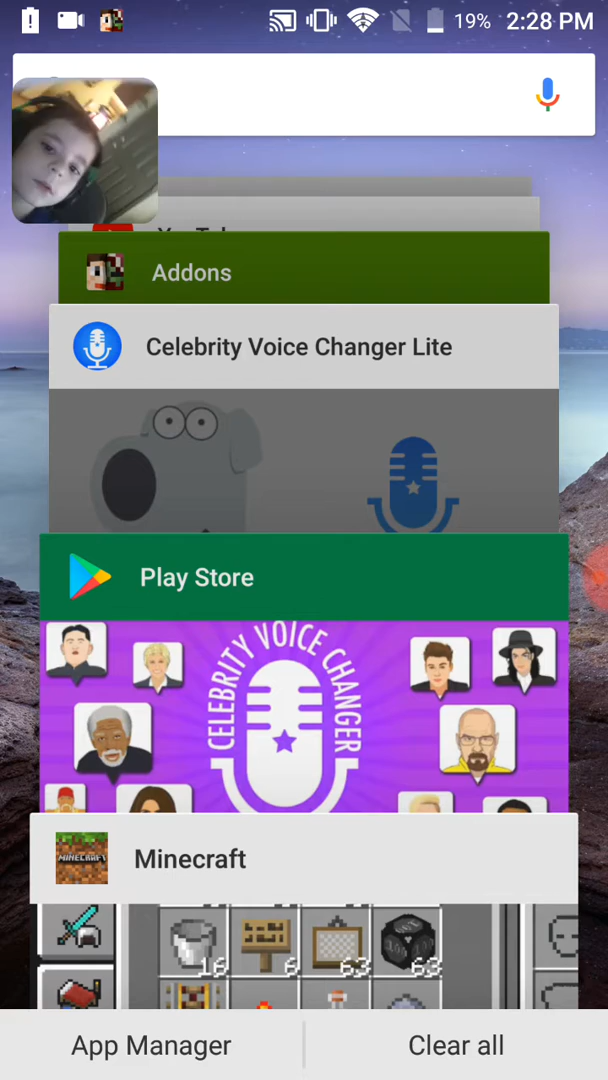 19% 2:28 PM
Addons
Celebrity Voice Changer Lite
Play Store
CELEBRITY VOICE CHANGER
Minecraft
MINECRAFT
16 6 63 63
App Manager Clear all